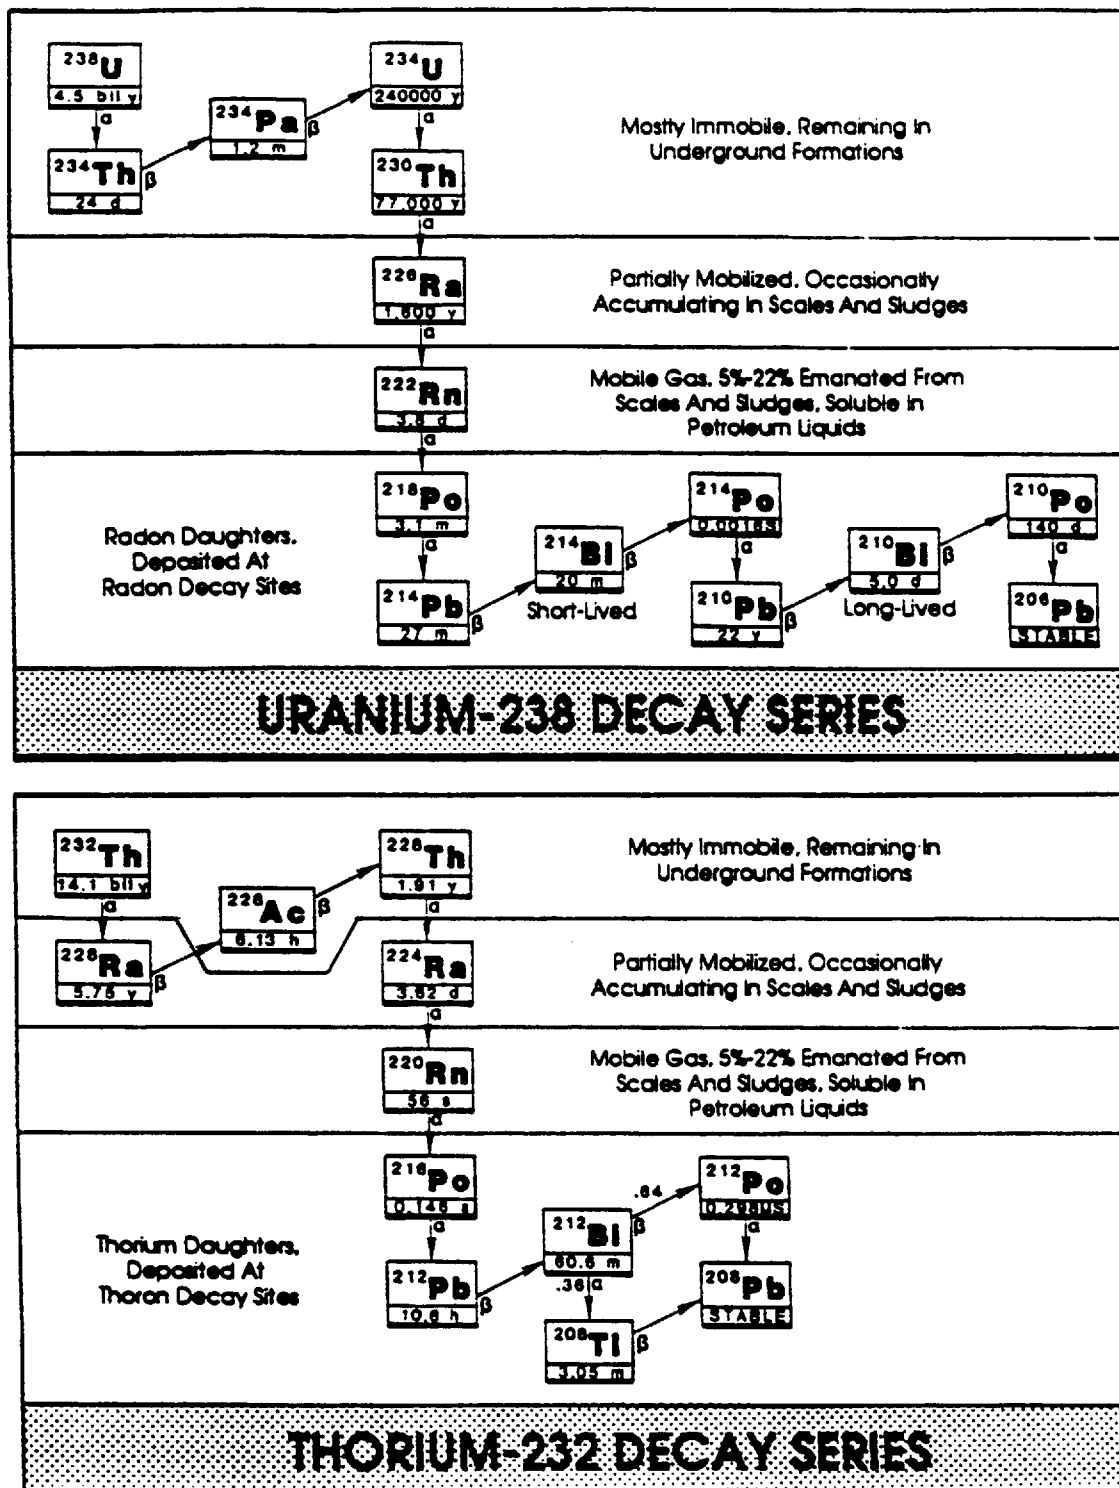 238U
4.5 bil y
α
234Th
24 d
β
234Pa
1.2 m
β
234U
240000 y
α
230Th
77,000 y
α
Mostly Immobile, Remaining In
Underground Formations
226Ra
1,600 y
α
Partially Mobilized, Occasionally
Accumulating In Scales And Sludges
222Rn
3.8 d
α
Mobile Gas, 5%-22% Emanated From
Scales And Sludges, Soluble In
Petroleum Liquids
Radon Daughters,
Deposited At
Radon Decay Sites
218Po
3.1 m
α
214Pb
27 m
β
214Bi
20 m
β
Short-Lived
214Po
α
210Pb
22 y
β
210Bi
5.0 d
β
Long-Lived
210Po
140 d
α
206Pb
STABLE
URANIUM-238 DECAY SERIES
232Th
14.1 bil y
α
228Ra
5.75 y
β
228Ac
6.13 h
β
228Th
1.91 y
α
Mostly Immobile, Remaining In
Underground Formations
224Ra
3.62 d
α
Partially Mobilized, Occasionally
Accumulating In Scales And Sludges
220Rn
56 s
α
Mobile Gas, 5%-22% Emanated From
Scales And Sludges, Soluble In
Petroleum Liquids
Thorium Daughters,
Deposited At
Thoron Decay Sites
216Po
0.146 s
α
212Pb
10.6 h
β
212Bi
60.6 m
.64
β
.36
α
212Po
0.298US
α
208Tl
3.05 m
β
208Pb
STABLE
THORIUM-232 DECAY SERIES